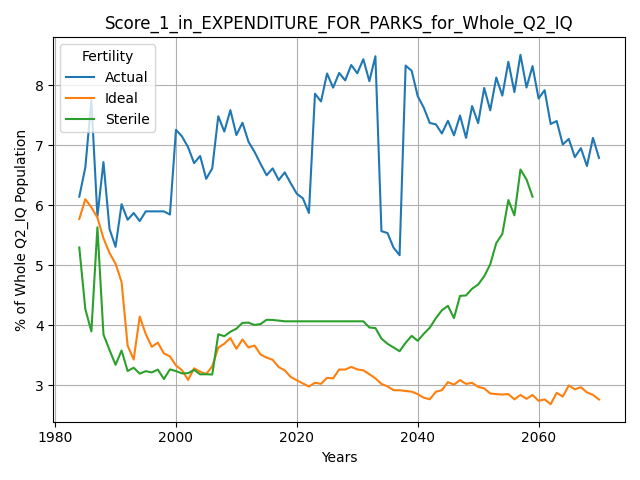 Score_1_in_EXPENDITURE_FOR_PARKS_for_Whole_Q2_IQ
Fertility
Actual
Ideal
Sterile
% of Whole Q2_IQ Population
8
7
6
5
4
3
1980
2000
2020
2040
2060
Years